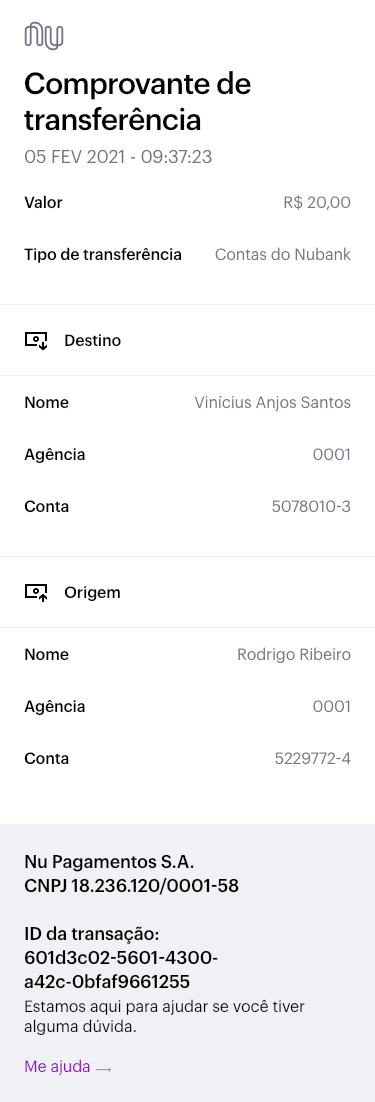 nu
Comprovante de
transferência
05 FEV 2021 - 09:37:23
Valor R$ 20,00
Tipo de transferência Contas do Nubank
Destino
Nome Vinícius Anjos Santos
Agência 0001
Conta 5078010-3
Origem
Nome Rodrigo Ribeiro
Agência 0001
Conta 5229772-4
Nu Pagamentos S.A.
CNPJ 18.236.120/0001-58
ID da transação:
601d3c02-5601-4300-
a42c-0bfaf9661255
Estamos aqui para ajudar se você tiver
alguma dúvida.
Me ajuda →